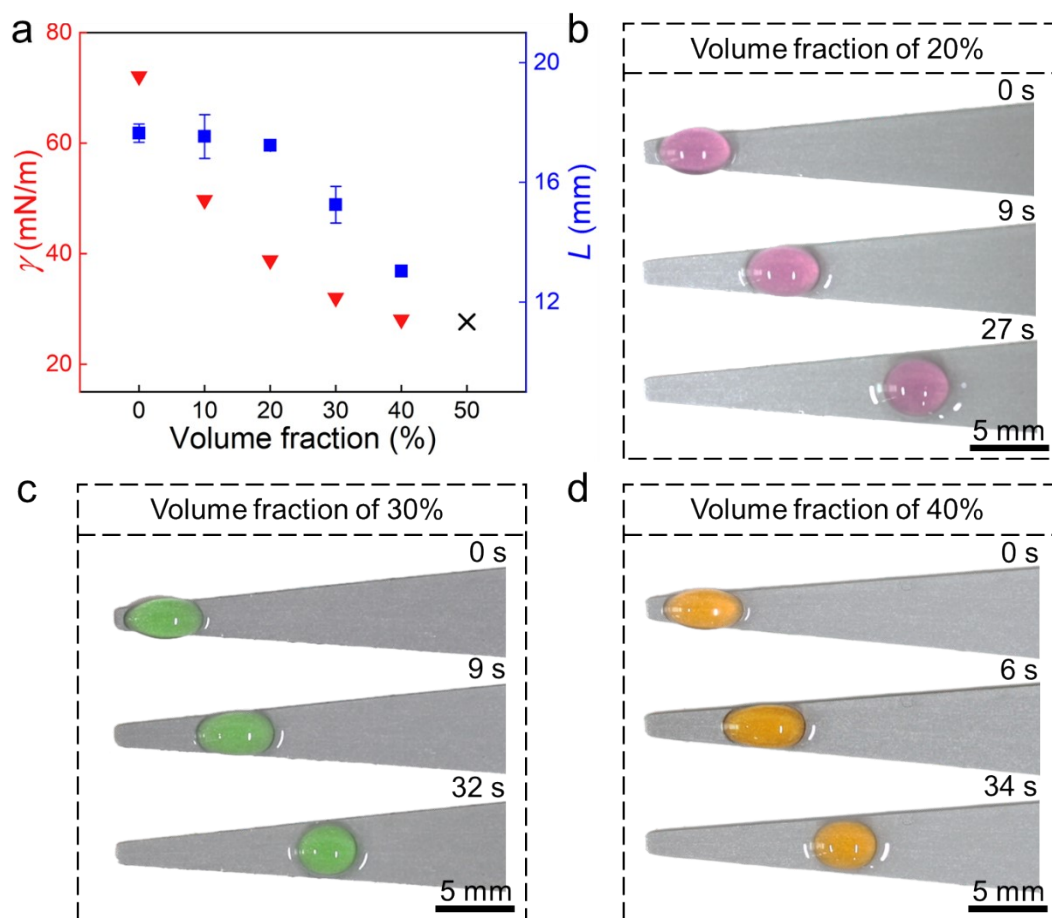 a
80
60
40
20
γ (mN/m)
20
16
12
L (mm)
0 10 20 30 40 50
Volume fraction (%)
b
Volume fraction of 20%
0 s
9 s
27 s
5 mm
c
Volume fraction of 30%
0 s
9 s
32 s
5 mm
d
Volume fraction of 40%
0 s
6 s
34 s
5 mm